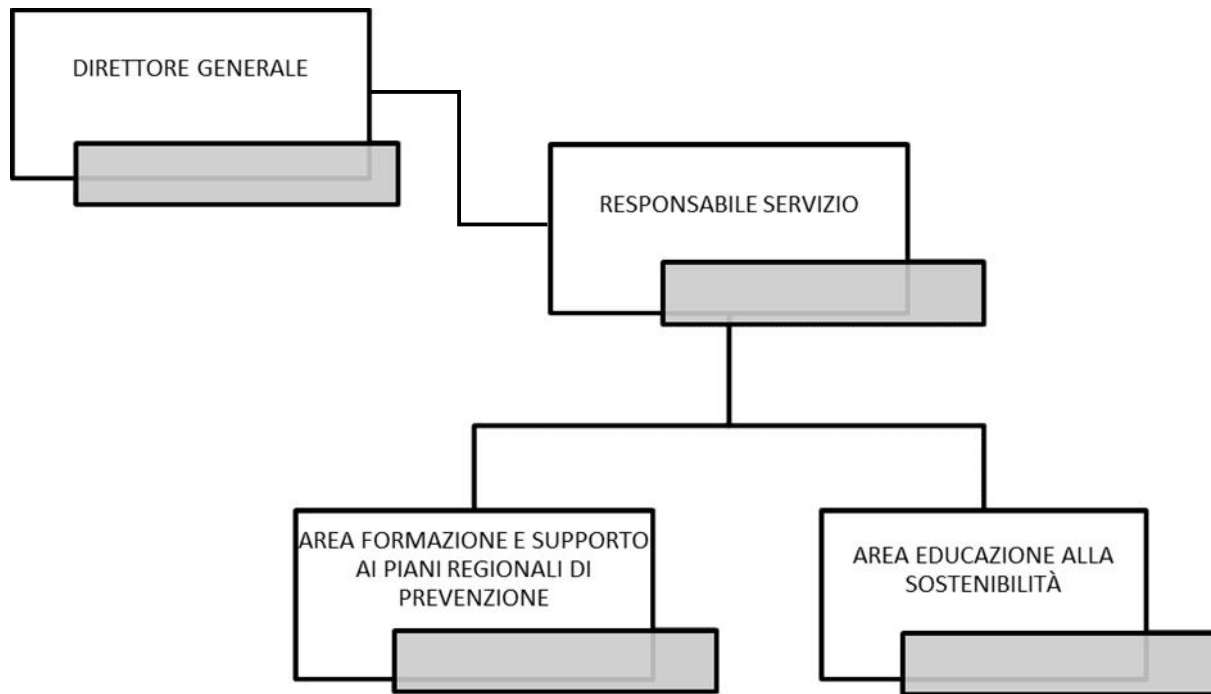 DIRETTORE GENERALE
RESPONSABILE SERVIZIO
AREA FORMAZIONE E SUPPORTO
AI PIANI REGIONALI DI
PREVENZIONE
AREA EDUCAZIONE ALLA
SOSTENIBILITÀ